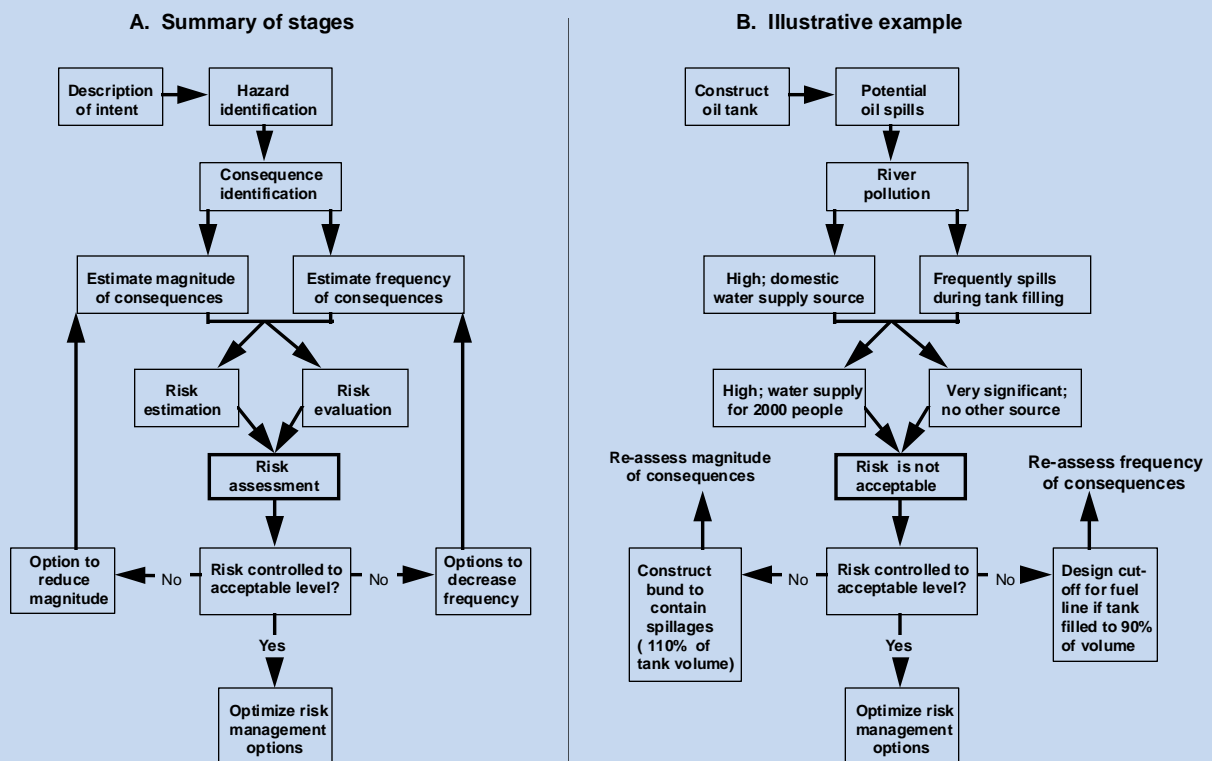 A. Summary of stages
Description
of intent
Hazard
identification
Consequence
identification
Estimate magnitude
of consequences
Estimate frequency
of consequences
Risk
estimation
Risk
evaluation
Risk
assessment
Option to
reduce
magnitude
No
Risk controlled to
acceptable level?
No
Options to
decrease
frequency
Yes
Optimize risk
management
options
B. Illustrative example
Construct
oil tank
Potential
oil spills
River
pollution
High; domestic
water supply source
Frequently spills
during tank filling
High; water supply
for 2000 people
Very significant;
no other source
Re-assess magnitude
of consequences
Risk is not
acceptable
Re-assess frequency
of consequences
Construct
bund to
contain
spillages
( 110% of
tank volume)
No
Risk controlled to
acceptable level?
No
Design cut-
off for fuel
line if tank
filled to 90%
of volume
Yes
Optimize risk
management
options